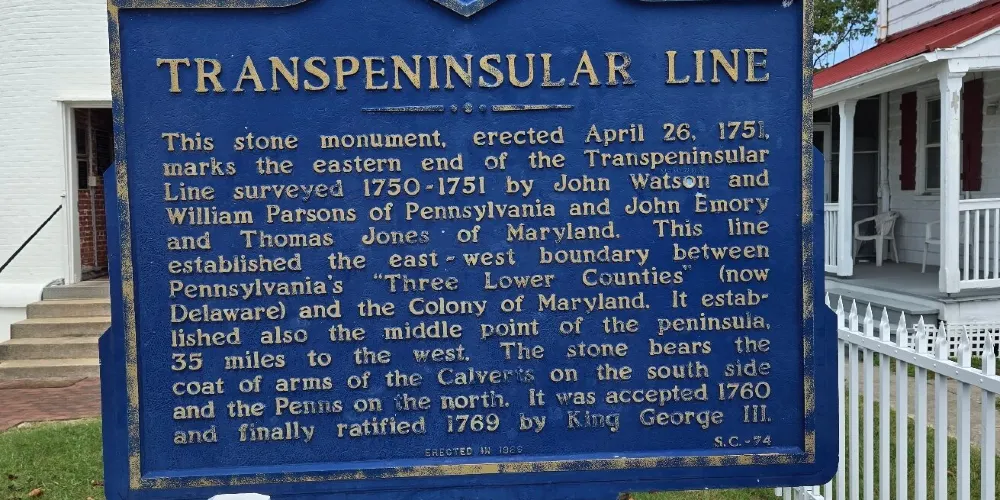 TRANSPENINSULAR LINE
This stone monument, erected April 26, 1751,
marks the eastern end of the Transpeninsular
Line surveyed 1750-1751 by John Watson and
William Parsons of Pennsylvania and John Emory
and Thomas Jones of Maryland. This line
established the east-west boundary between
Pennsylvania's "Three Lower Counties" (now
Delaware) and the Colony of Maryland. It estab-
lished also the middle point of the peninsula,
35 miles to the west. The stone bears the
coat of arms of the Calverts on the south side
and the Penns on the north. It was accepted 1760
and finally ratified 1769 by King George III.
S.C.-74
ERECTED IN